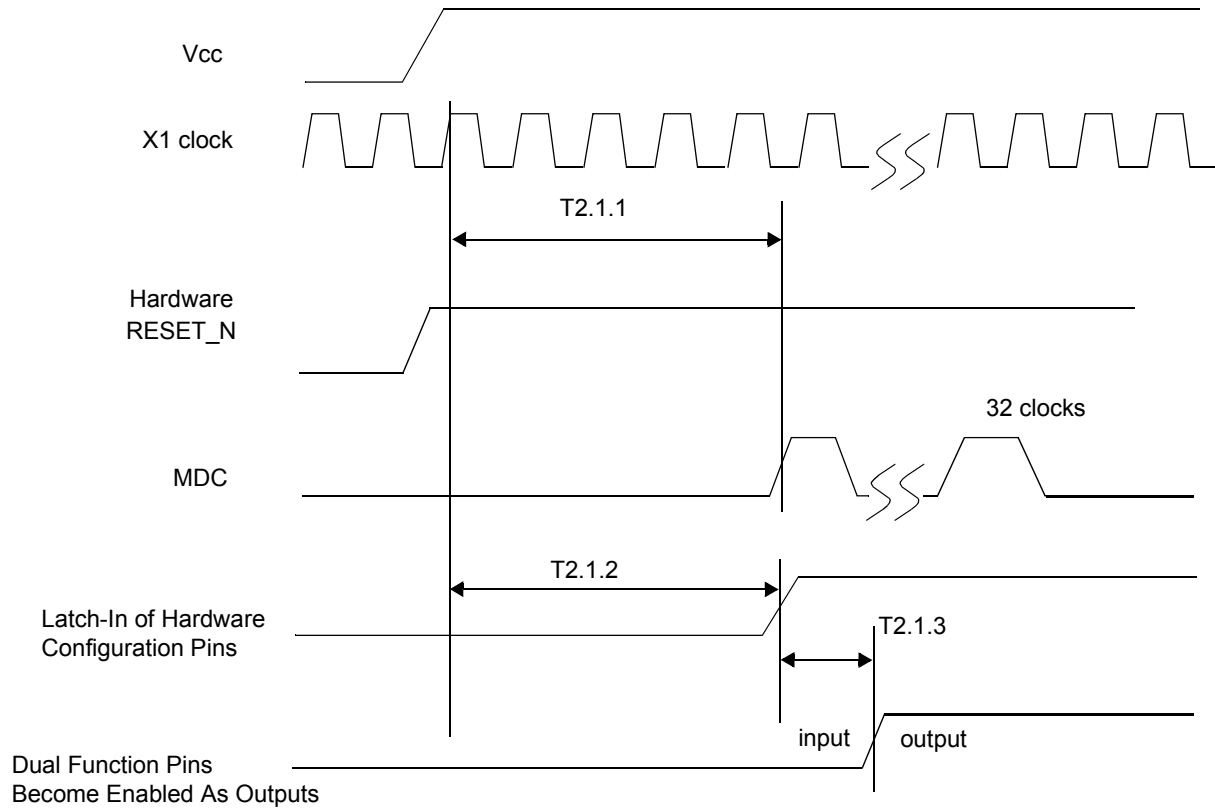 Vcc
X1 clock
T2.1.1
Hardware
RESET_N
32 clocks
MDC
T2.1.2
Latch-In of Hardware
Configuration Pins
T2.1.3
input
output
Dual Function Pins
Become Enabled As Outputs